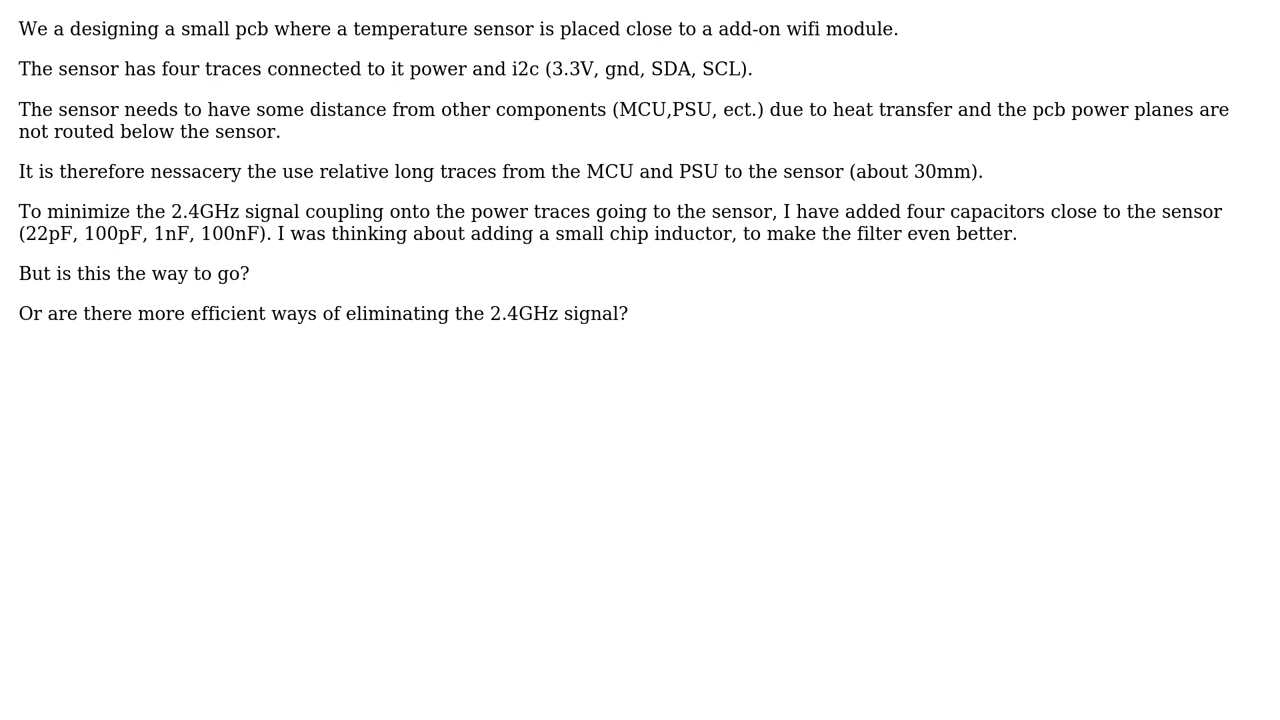 We a designing a small pcb where a temperature sensor is placed close to a add-on wifi module.
The sensor has four traces connected to it power and i2c (3.3V, gnd, SDA, SCL).
The sensor needs to have some distance from other components (MCU,PSU, ect.) due to heat transfer and the pcb power planes are
not routed below the sensor.
It is therefore nessacery the use relative long traces from the MCU and PSU to the sensor (about 30mm).
To minimize the 2.4GHz signal coupling onto the power traces going to the sensor, I have added four capacitors close to the sensor
(22pF, 100pF, 1nF, 100nF). I was thinking about adding a small chip inductor, to make the filter even better.
But is this the way to go?
Or are there more efficient ways of eliminating the 2.4GHz signal?